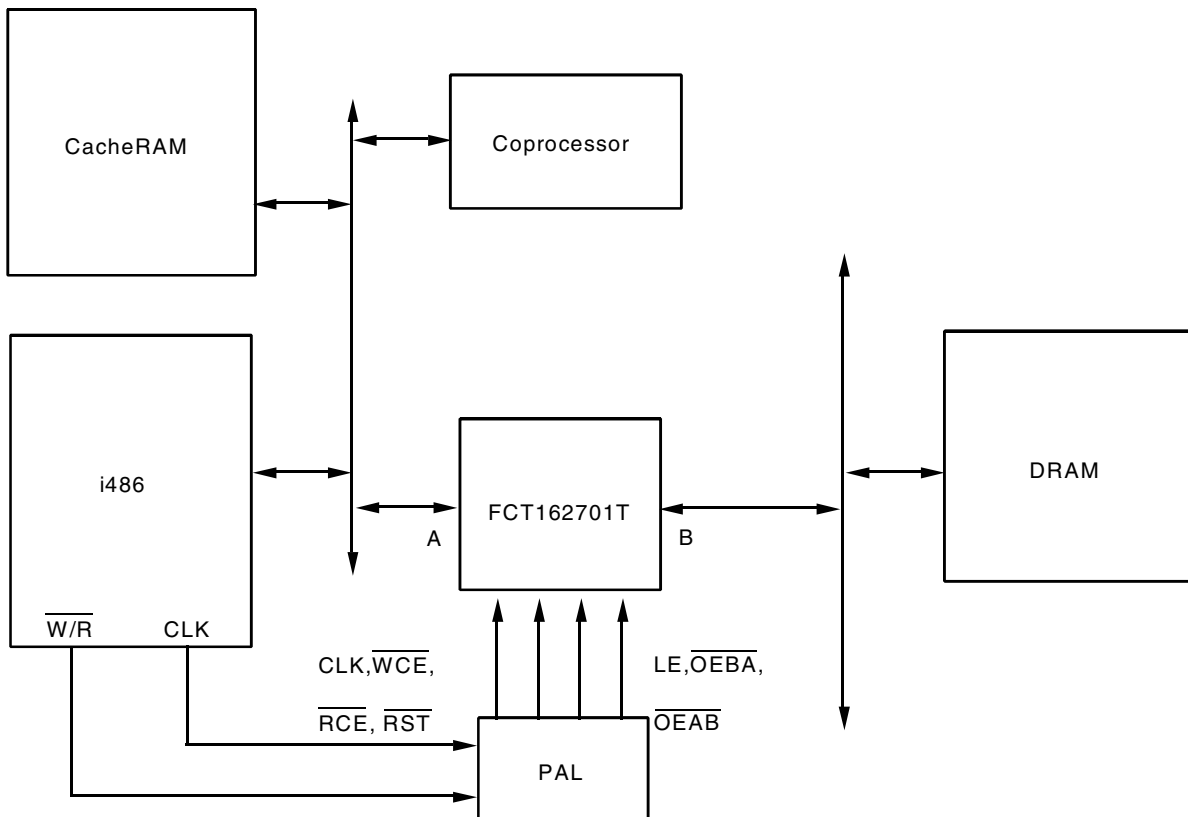 Coprocessor
CacheRAM
DRAM
i486
FCT162701T
A
B
W/R
CLK
CLK,WCE,
LE,OEBA,
RCE, RST
OEAB
PAL